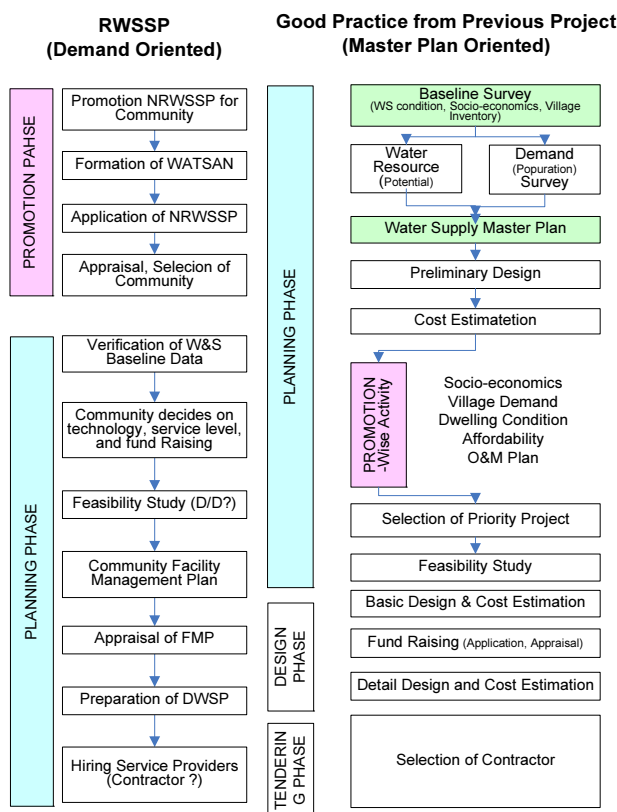 RWSSP
(Demand Oriented)
PROMOTION PAHSE
Promotion NRWSSP for
Community
Formation of WATSAN
Application of NRWSSP
Appraisal, Selecion of
Community
PLANNING PHASE
Verification of W&S
Baseline Data
Community decides on
technology, service level,
and fund Raising
Feasibility Study (D/D?)
Community Facility
Management Plan
Appraisal of FMP
Preparation of DWSP
Hiring Service Providers
(Contractor ?)
Good Practice from Previous Project
(Master Plan Oriented)
PLANNING PHASE
Baseline Survey
(WS condition, Socio-economics, Village
Inventory)
Water
Resource
(Potential)
Demand
(Popuration)
Survey
Water Supply Master Plan
Preliminary Design
Cost Estimatetion
PROMOTION
-Wise Activity
Socio-economics
Village Demand
Dwelling Condition
Affordability
O&M Plan
Selection of Priority Project
Feasibility Study
DESIGN
PHASE
Basic Design & Cost Estimation
Fund Raising (Application, Appraisal)
Detail Design and Cost Estimation
TENDERIN
G PHASE
Selection of Contractor